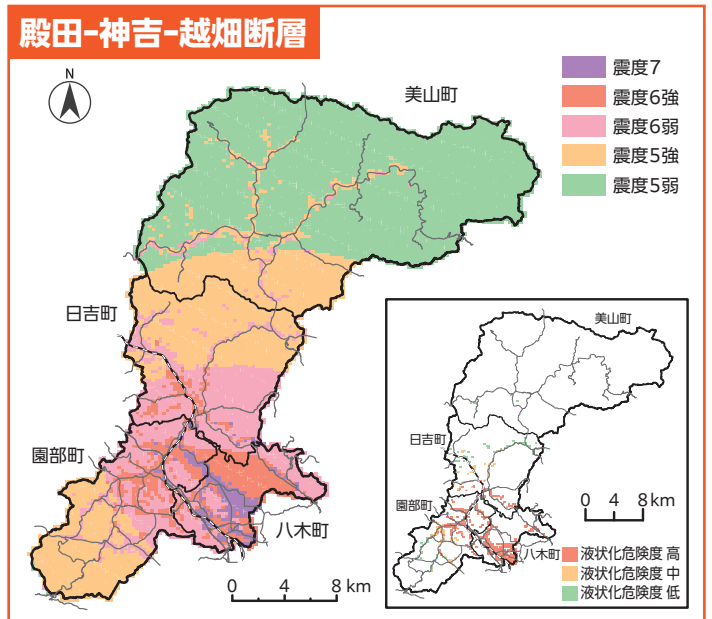 殿田-神吉-越畑断層
N
美山町
震度7
震度6強
震度6弱
震度5強
震度5弱
日吉町
園部町
八木町
0 4 8 km
美山町
日吉町
園部町
八木町
0 4 8 km
液状化危険度 高
液状化危険度 中
液状化危険度 低